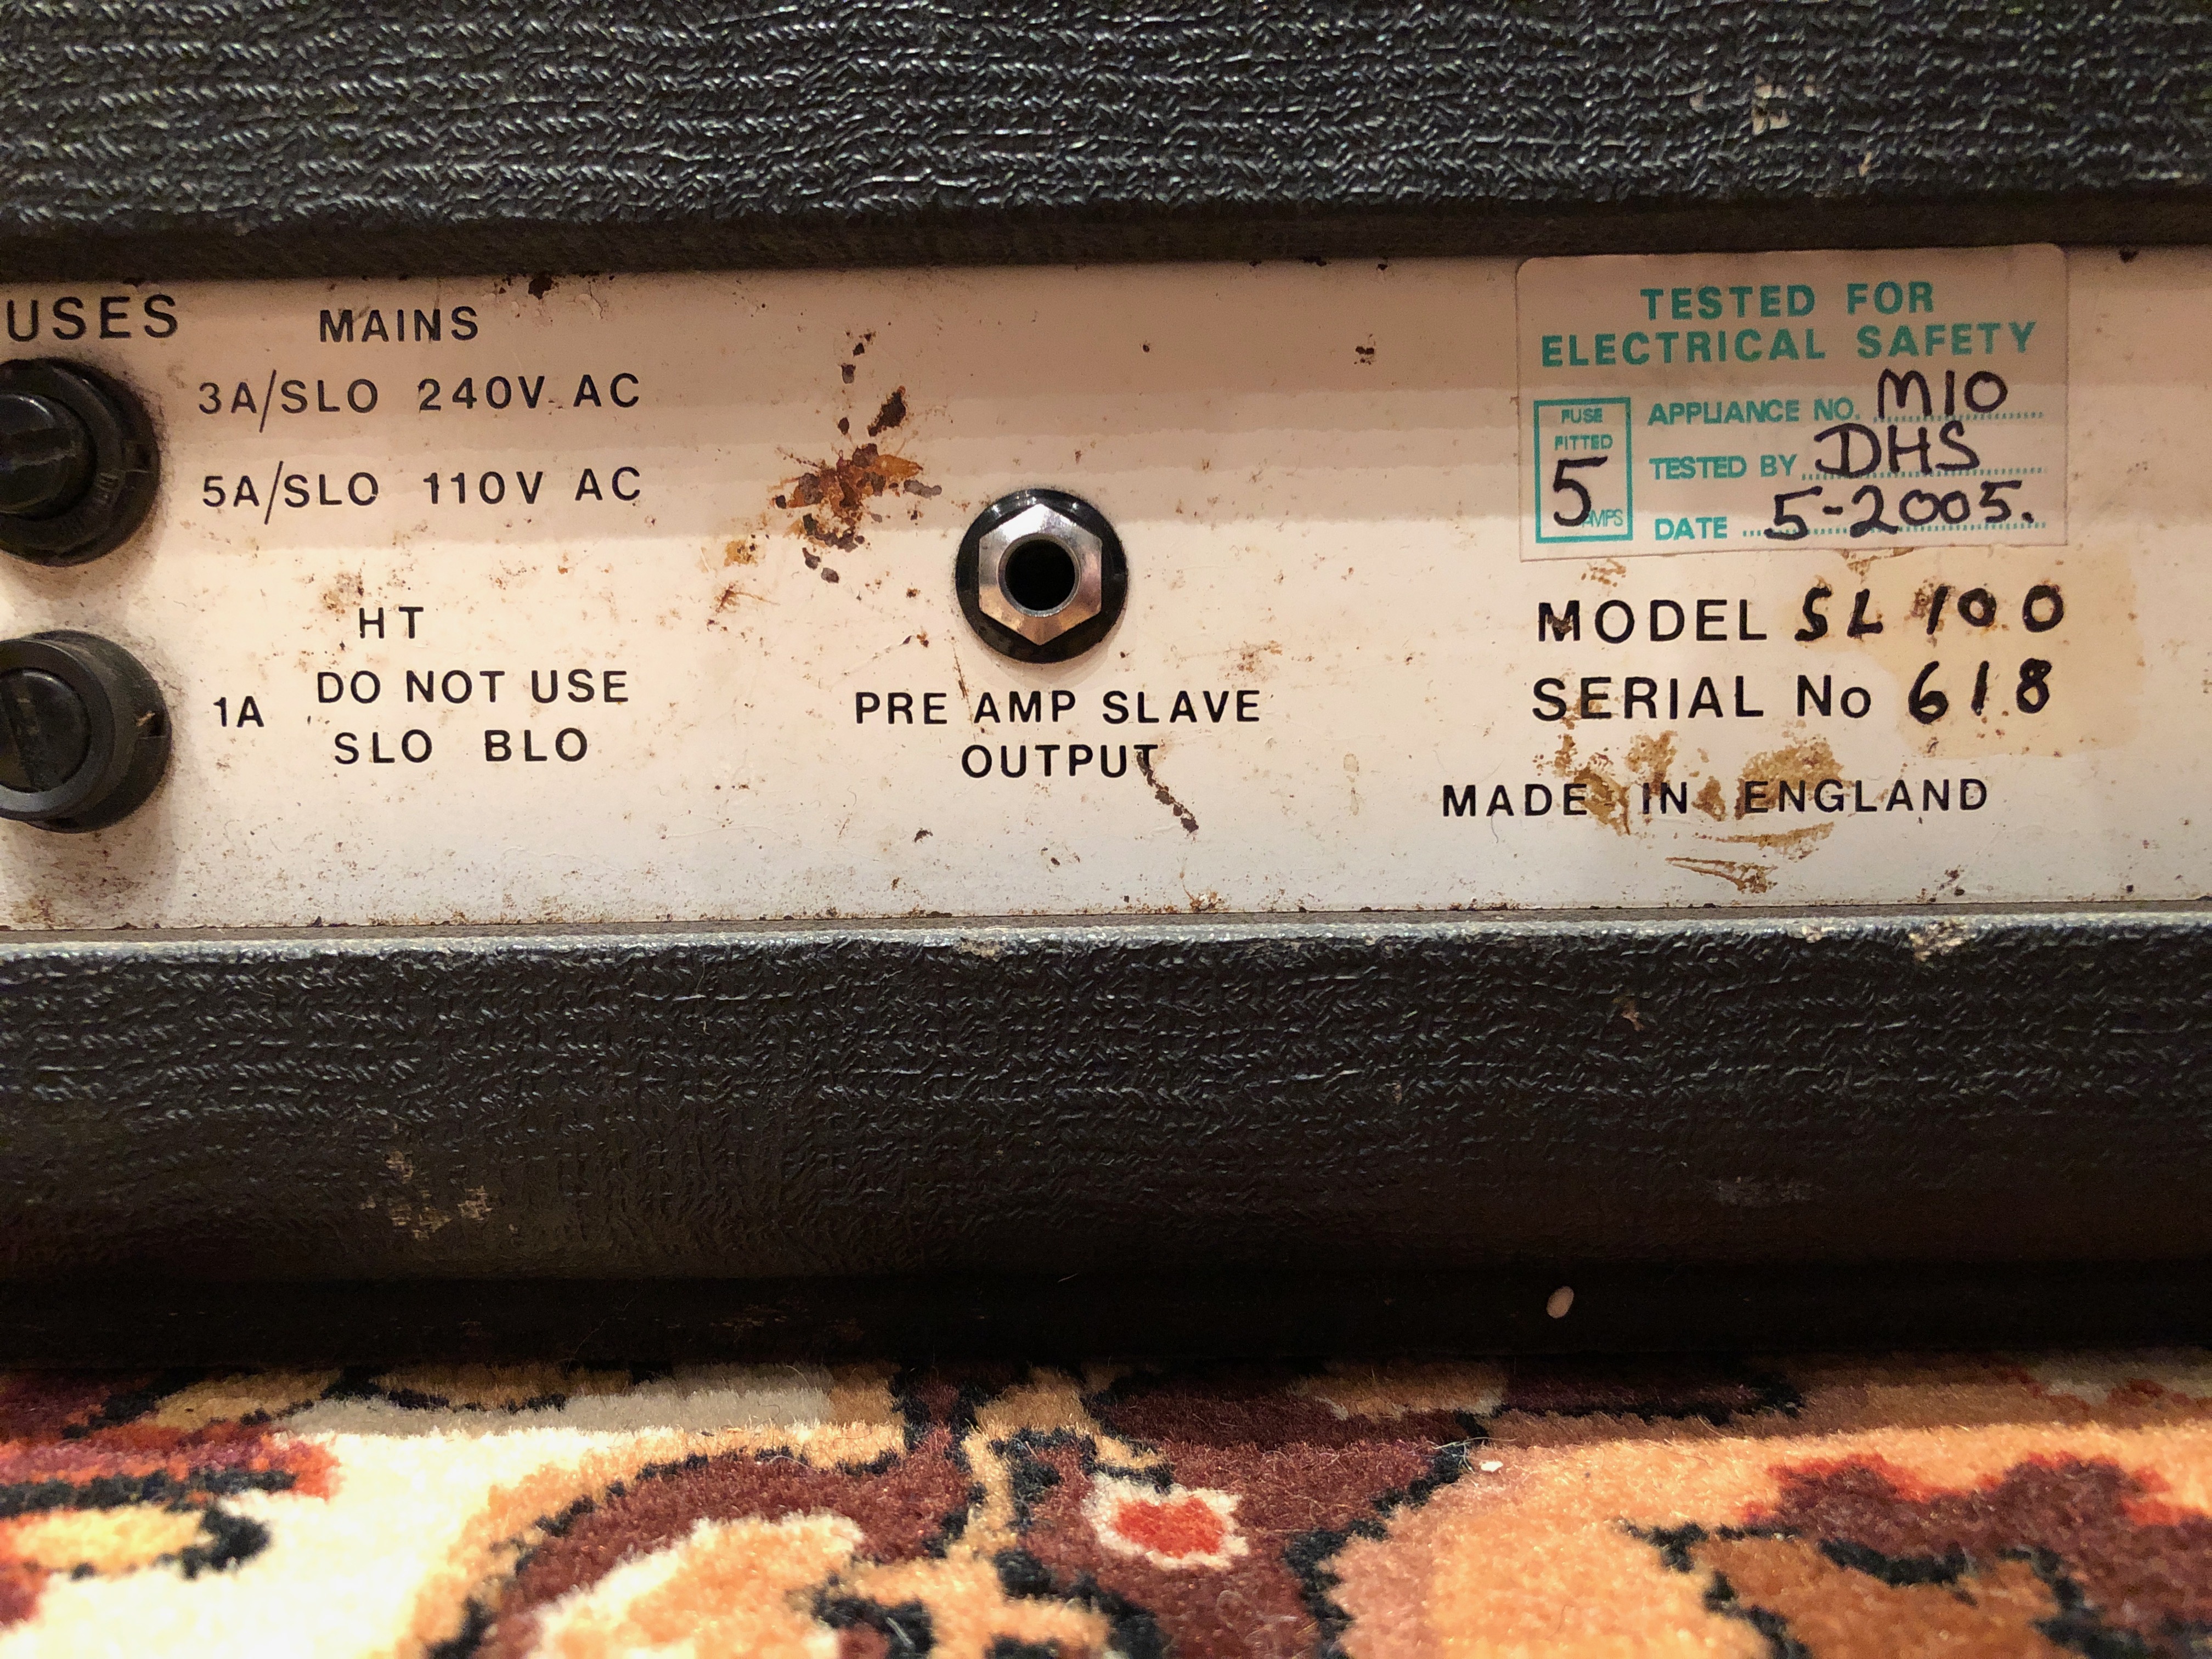 USES
MAINS
3A/SLO 240V AC
5A/SLO 110V AC
HT
1A DO NOT USE
SLO BLO
PRE AMP SLAVE
OUTPUT
TESTED FOR
ELECTRICAL SAFETY
FUSE
FITTED
5
AMPS
APPLIANCE NO. M10
TESTED BY DHS
DATE 5-2005.
MODEL SL 100
SERIAL No 618
MADE IN ENGLAND